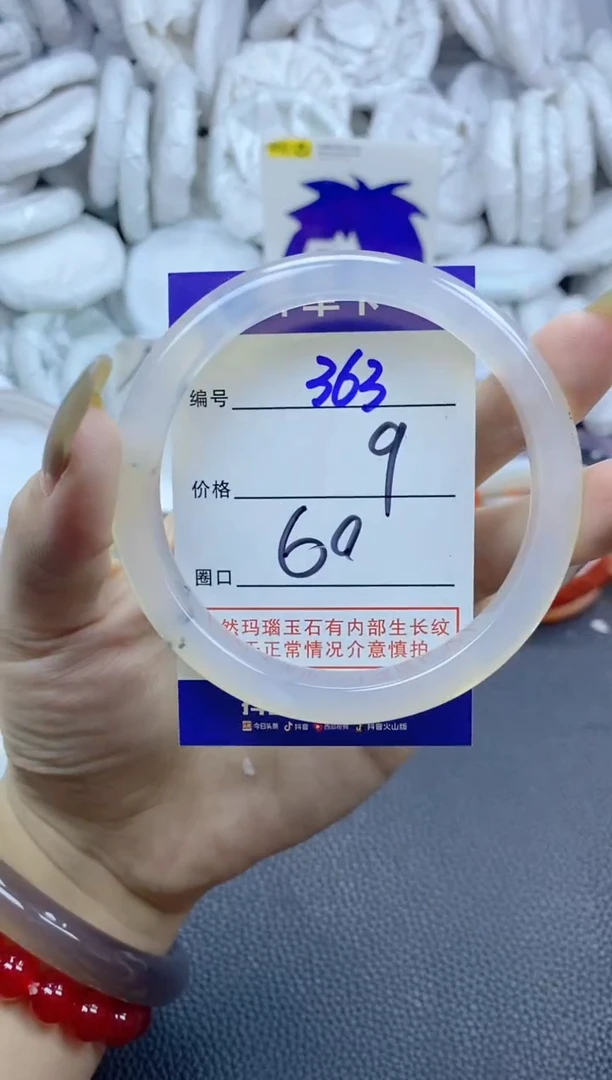 编号 363
价格 9
圈口 60
然玛瑙玉石有内部生长纹
正常情况介意慎拍
今日头条 抖音 西瓜视频 抖音火山版